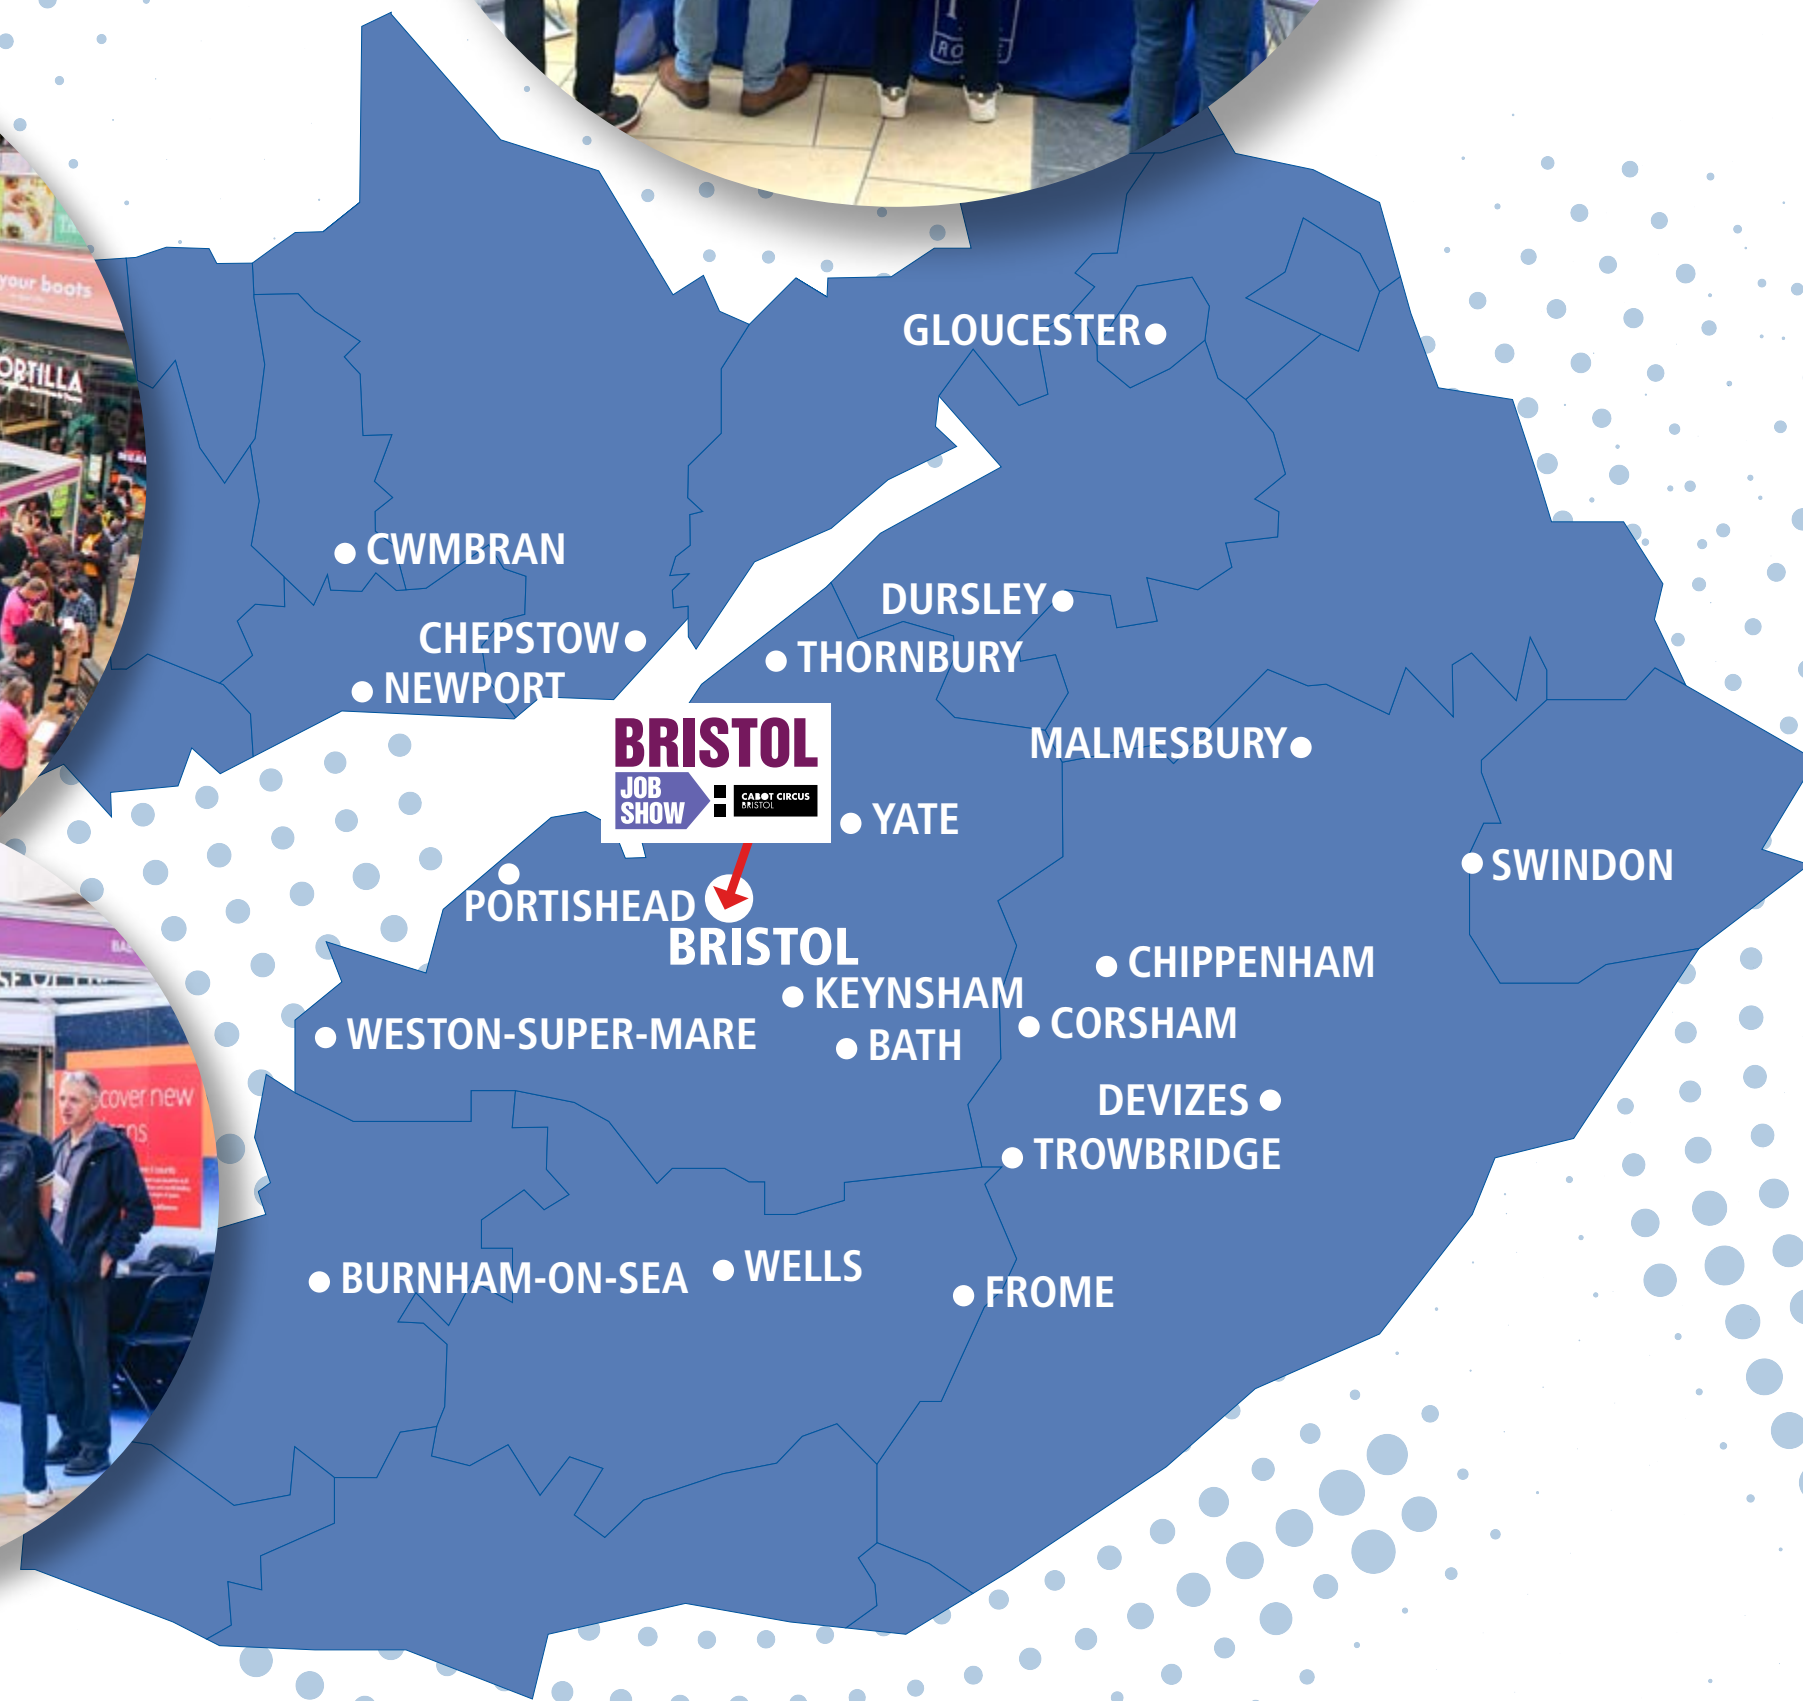 your boots
ORTILLA
GLOUCESTER
CWMBRAN
DURSLEY
CHEPSTOW
THORNBURY
NEWPORT
BRISTOL
JOB
SHOW
CABOT CIRCUS
BRISTOL
MALMESBURY
YATE
SWINDON
PORTISHEAD
BRISTOL
CHIPPENHAM
KEYNSHAM
CORSHAM
WESTON-SUPER-MARE
BATH
cover new
DEVIZES
TROWBRIDGE
WELLS
BURNHAM-ON-SEA
FROME